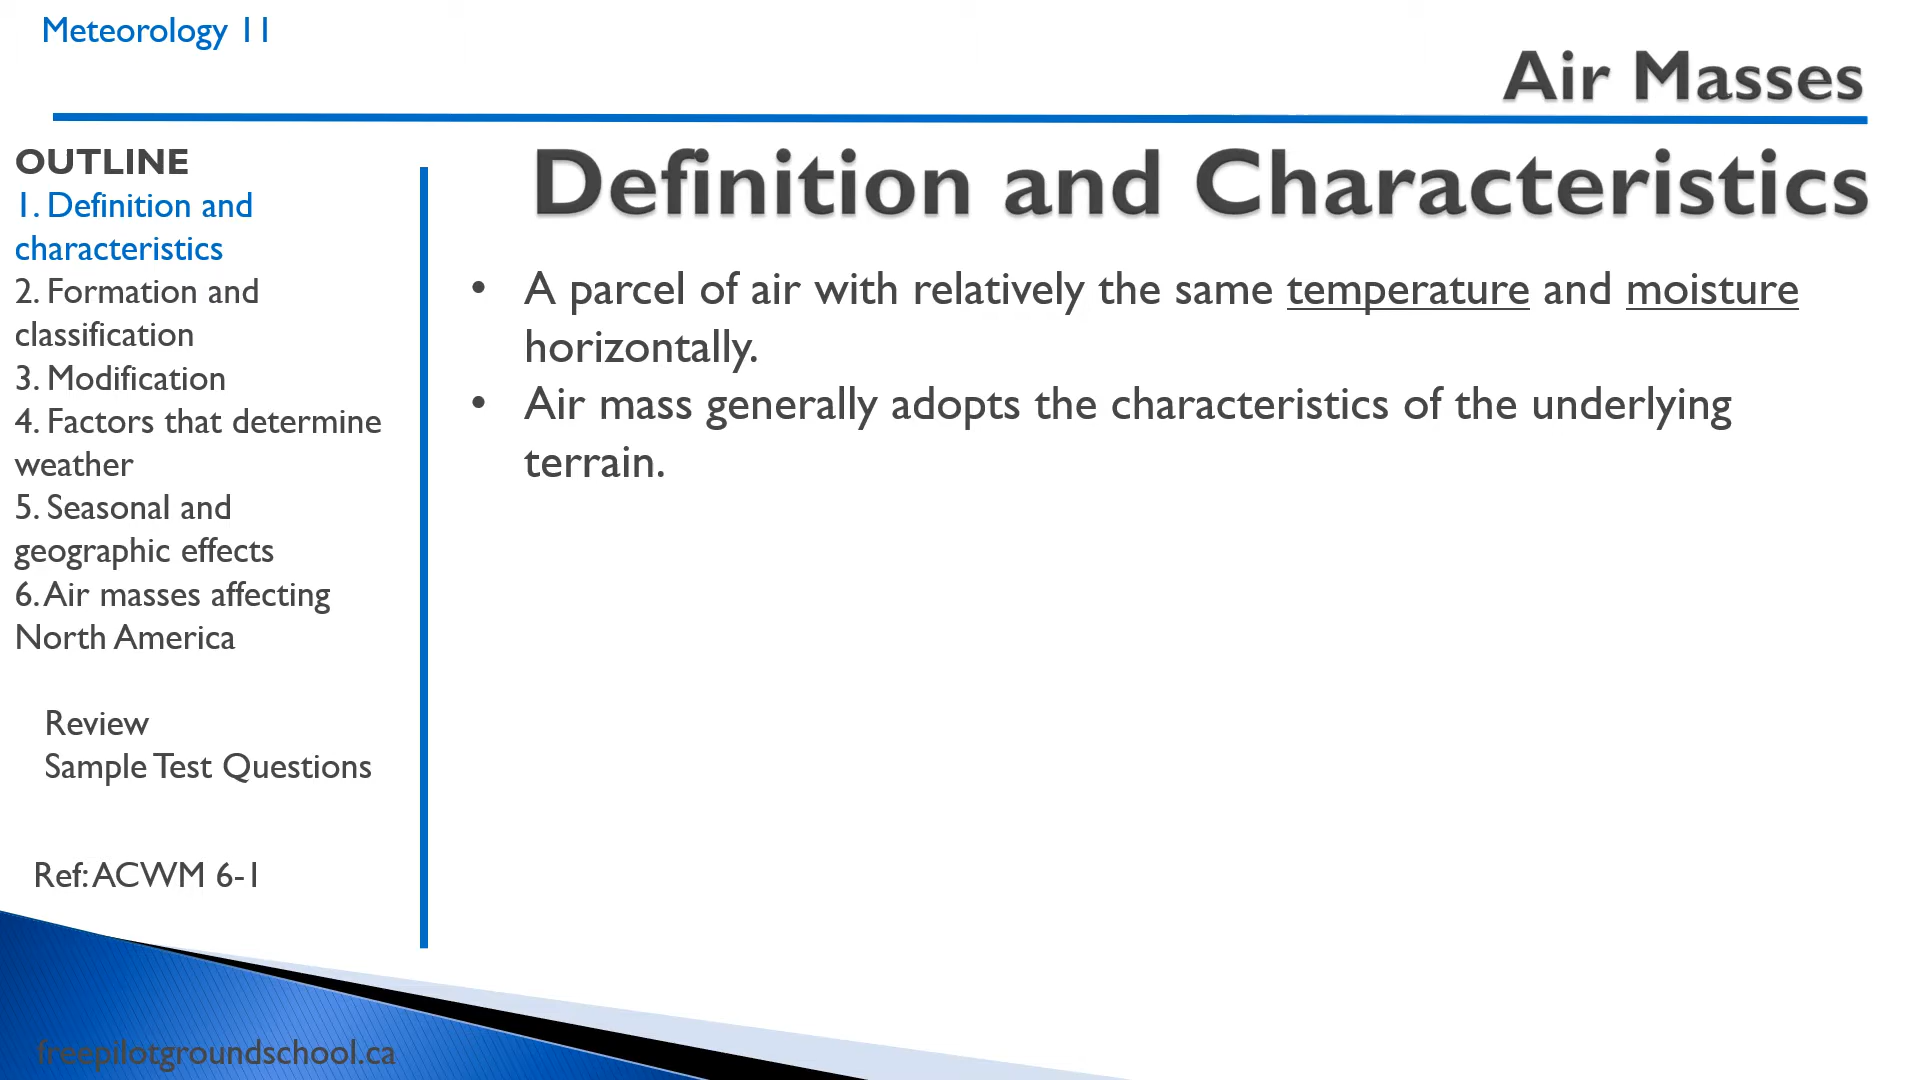 Meteorology 11
Air Masses
OUTLINE
1. Definition and
characteristics
2. Formation and
classification
3. Modification
4. Factors that determine
weather
5. Seasonal and
geographic effects
6. Air masses affecting
North America
Review
Sample Test Questions
Ref: ACWM 6-1
Definition and Characteristics
• A parcel of air with relatively the same temperature and moisture
horizontally.
• Air mass generally adopts the characteristics of the underlying
terrain.
freepilotgroundschool.ca